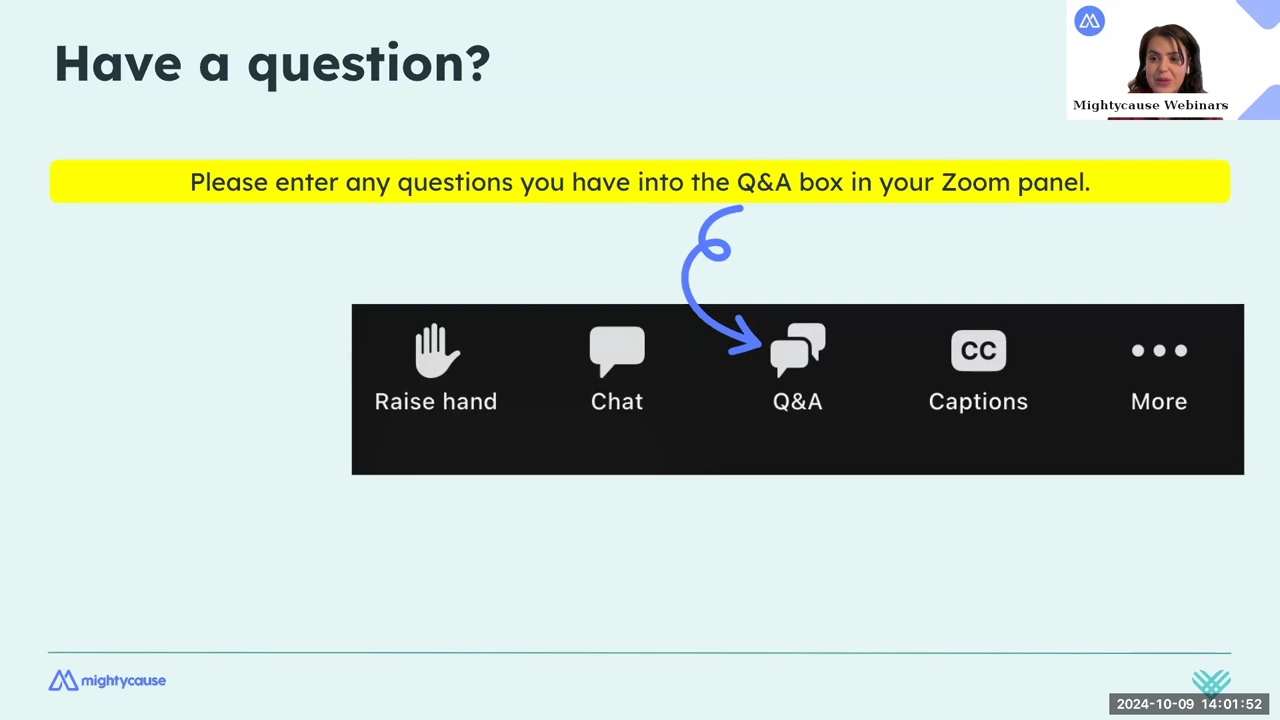 Have a question?
Mightycause Webinars
Please enter any questions you have into the Q&A box in your Zoom panel.
CC
Raise hand
Chat
Q&A
Captions
More
mightycause
2024-10-09 14:01:52